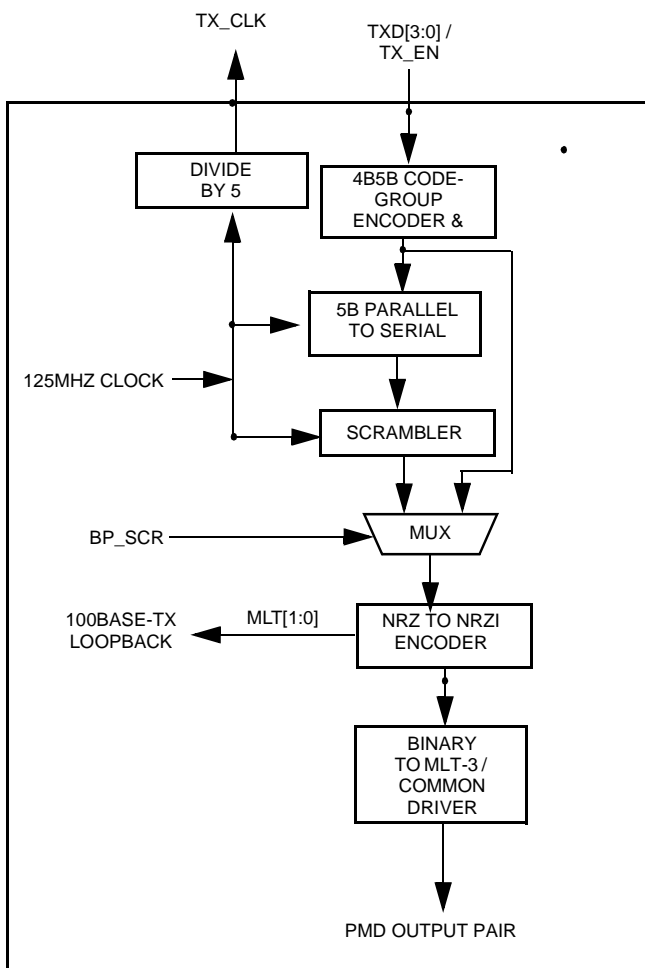 TX_CLK
TXD[3:0] /
TX_EN
DIVIDE
BY 5
4B5B CODE-
GROUP
ENCODER &
5B PARALLEL
TO SERIAL
125MHZ CLOCK
SCRAMBLER
BP_SCR
MUX
100BASE-TX
LOOPBACK
MLT[1:0]
NRZ TO NRZI
ENCODER
BINARY
TO MLT-3 /
COMMON
DRIVER
PMD OUTPUT PAIR